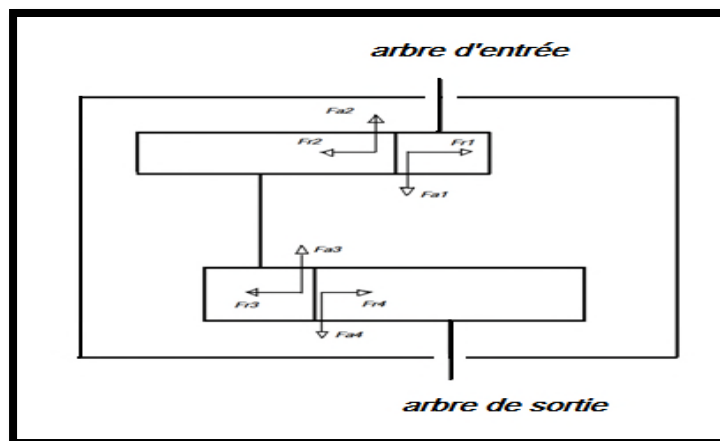 arbre d'entrée
Fa2
Fr2
Fr1
Fa1
Fa3
Fr3
Fr4
Fa4
arbre de sortie